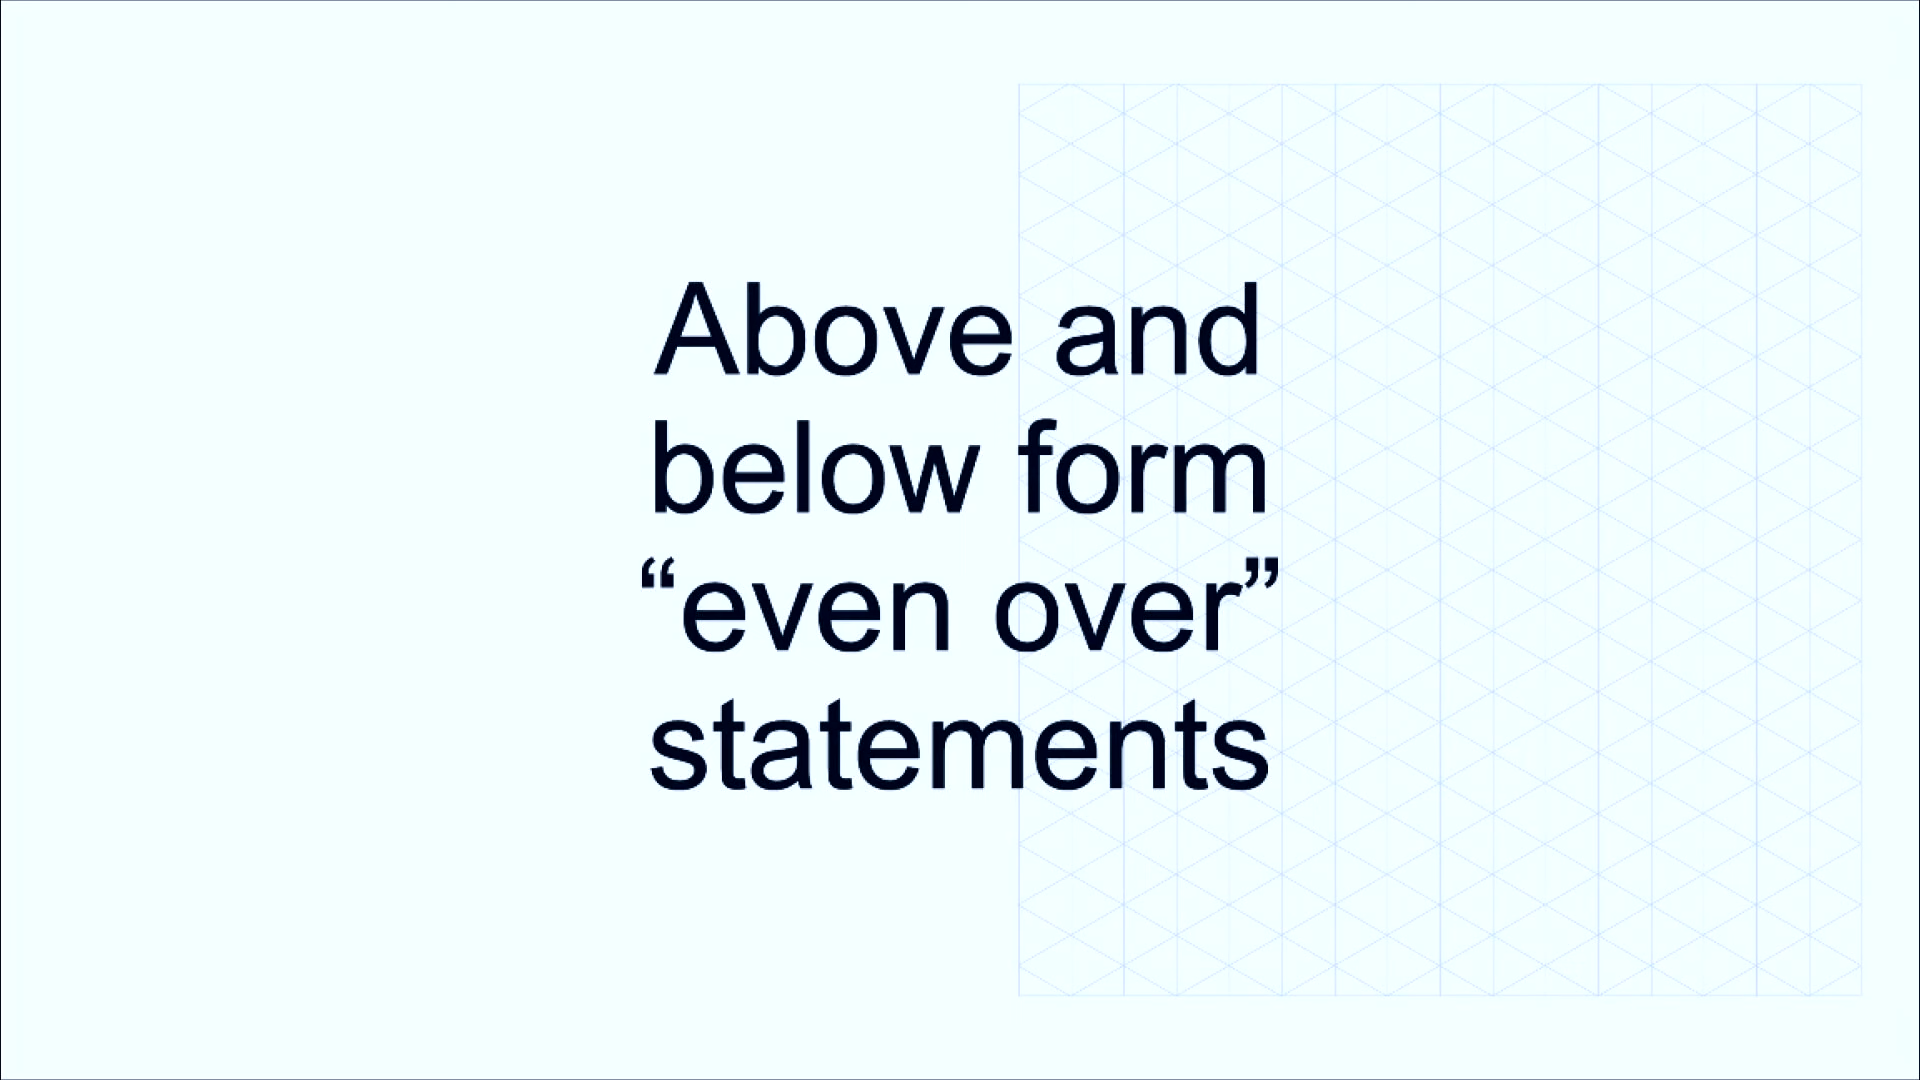 Above and
below form
“even over”
statements